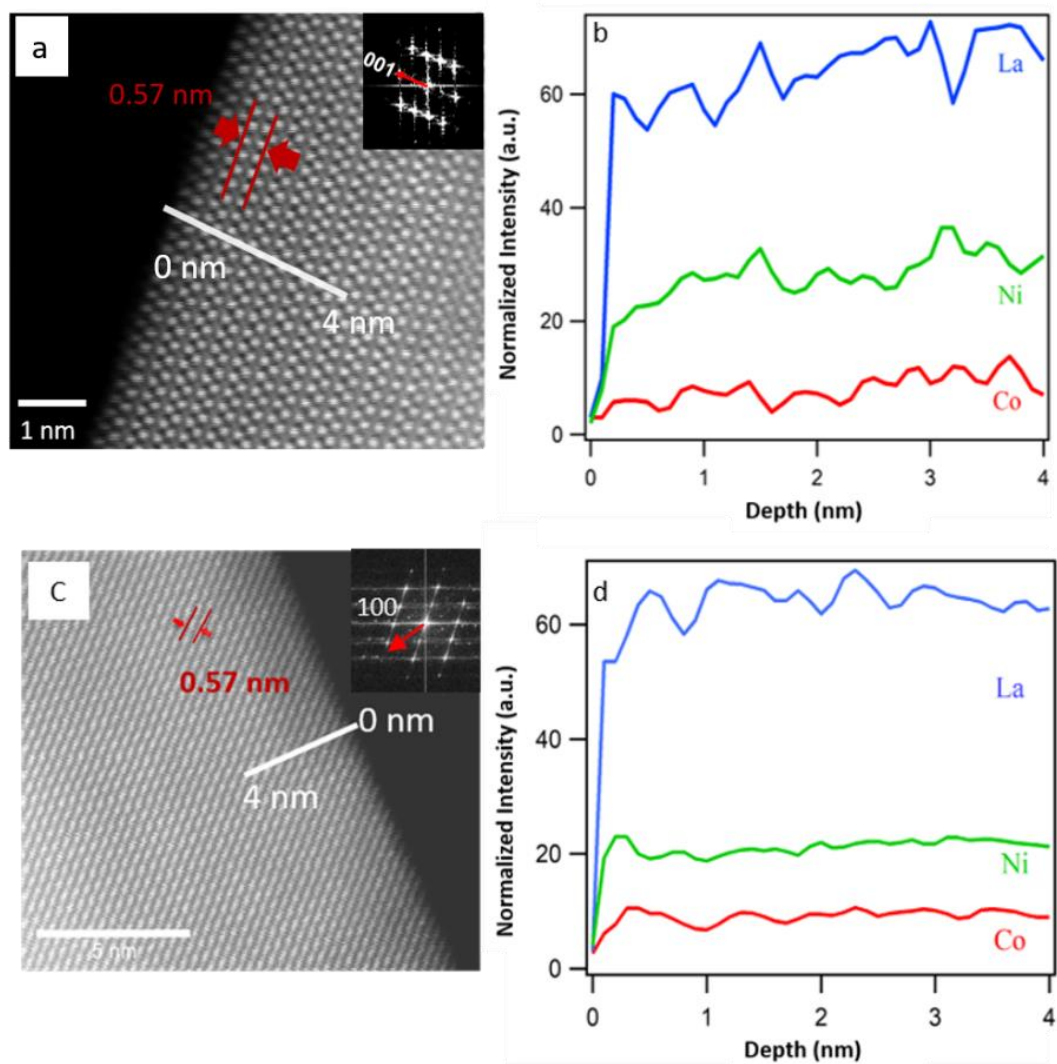 a
0.57 nm
001
0 nm
4 nm
1 nm
b
La
Ni
Co
60
40
20
0
0 1 2 3 4
Normalized Intensity (a.u.)
Depth (nm)
C
0.57 nm
100
0 nm
4 nm
5 nm
d
La
Ni
Co
60
40
20
0
0 1 2 3 4
Normalized Intensity (a.u.)
Depth (nm)